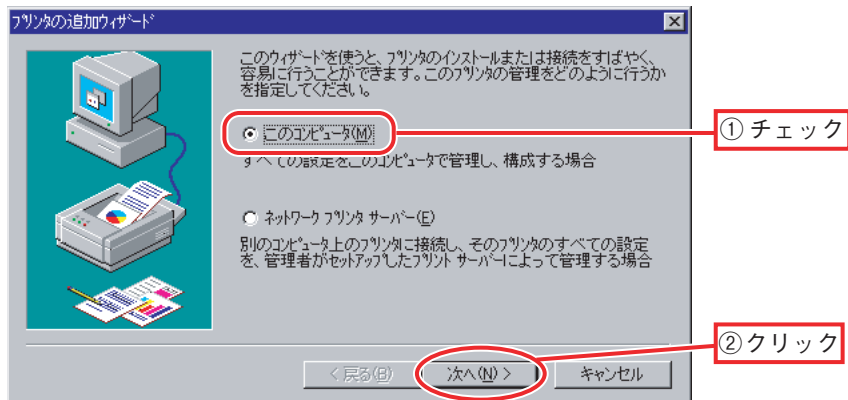 プリンタの追加ウィザード
このウィザードを使うと、プリンタのインストールまたは接続をすばやく、
容易に行うことができます。このプリンタの管理をどのように行うか
を指定してください。
このコンピュータ(M)
① チェック
すべての設定をこのコンピュータで管理し、構成する場合
ネットワーク プリンタ サーバー(E)
別のコンピュータ上のプリンタに接続し、そのプリンタのすべての設定
を、管理者がセットアップしたプリント サーバーによって管理する場合
②クリック
< 戻る(B)
次へ(N) >
キャンセル